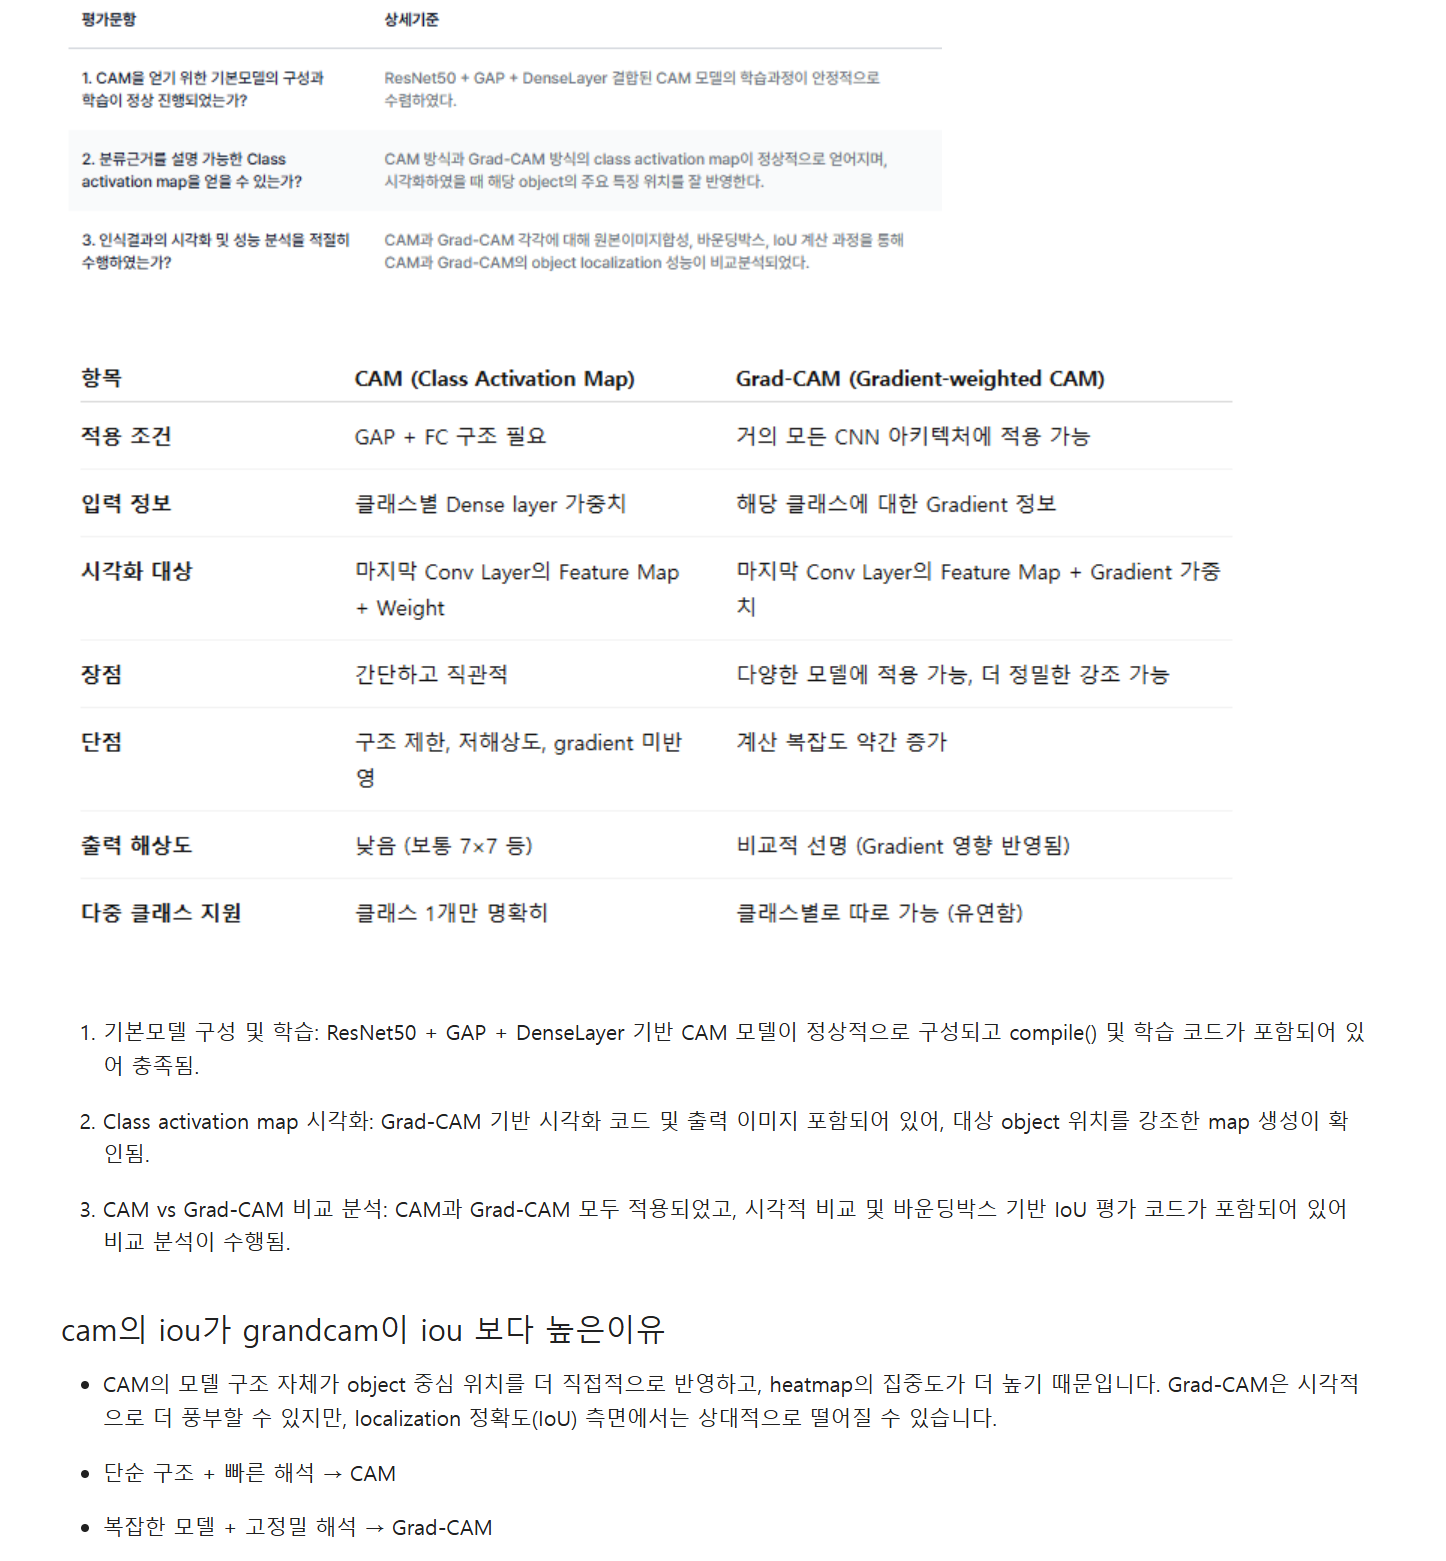 평가문항 상세기준
1. CAM을 얻기 위한 기본모델의 구성과 ResNet50 + GAP + DenseLayer 결합된 CAM 모델의 학습과정이 안정적으로
학습이 정상 진행되었는가? 수렴하였다.
2. 분류근거를 설명 가능한 Class CAM 방식과 Grad-CAM 방식의 class activation map이 정상적으로 얻어지며,
activation map을 얻을 수 있는가? 시각화하였을 때 해당 object의 주요 특징 위치를 잘 반영한다.
3. 인식결과의 시각화 및 성능 분석을 적절히 CAM과 Grad-CAM 각각에 대해 원본이미지합성, 바운딩박스, IoU 계산 과정을 통해
수행하였는가? CAM과 Grad-CAM의 object localization 성능이 비교분석되었다.
항목 CAM (Class Activation Map) Grad-CAM (Gradient-weighted CAM)
적용 조건 GAP + FC 구조 필요 거의 모든 CNN 아키텍처에 적용 가능
입력 정보 클래스별 Dense layer 가중치 해당 클래스에 대한 Gradient 정보
시각화 대상 마지막 Conv Layer의 Feature Map 마지막 Conv Layer의 Feature Map + Gradient 가중
+ Weight 치
장점 간단하고 직관적 다양한 모델에 적용 가능, 더 정밀한 강조 가능
단점 구조 제한, 저해상도, gradient 미반 계산 복잡도 약간 증가
영
출력 해상도 낮음 (보통 7×7 등) 비교적 선명 (Gradient 영향 반영됨)
다중 클래스 지원 클래스 1개만 명확히 클래스별로 따로 가능 (유연함)
1. 기본모델 구성 및 학습: ResNet50 + GAP + DenseLayer 기반 CAM 모델이 정상적으로 구성되고 compile() 및 학습 코드가 포함되어 있
어 충족됨.
2. Class activation map 시각화: Grad-CAM 기반 시각화 코드 및 출력 이미지 포함되어 있어, 대상 object 위치를 강조한 map 생성이 확
인됨.
3. CAM vs Grad-CAM 비교 분석: CAM과 Grad-CAM 모두 적용되었고, 시각적 비교 및 바운딩박스 기반 IoU 평가 코드가 포함되어 있어
비교 분석이 수행됨.
cam의 iou가 grandcam이 iou 보다 높은이유
• CAM의 모델 구조 자체가 object 중심 위치를 더 직접적으로 반영하고, heatmap의 집중도가 더 높기 때문입니다. Grad-CAM은 시각적
으로 더 풍부할 수 있지만, localization 정확도(IoU) 측면에서는 상대적으로 떨어질 수 있습니다.
• 단순 구조 + 빠른 해석 → CAM
• 복잡한 모델 + 고정밀 해석 → Grad-CAM